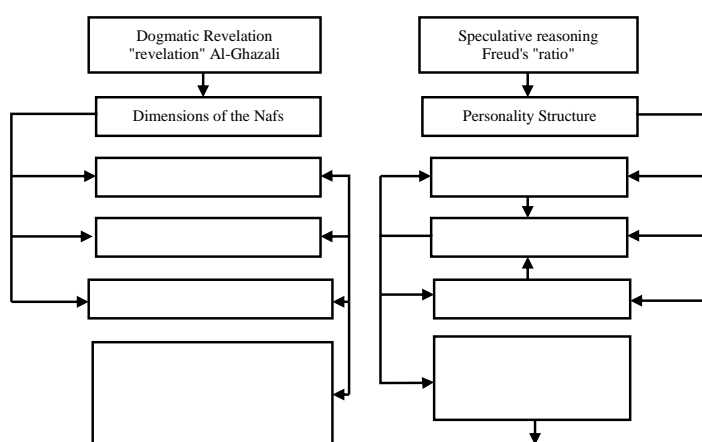 Dogmatic Revelation
"revelation" Al-Ghazali
Speculative reasoning
Freud's "ratio"
Dimensions of the Nafs
Personality Structure